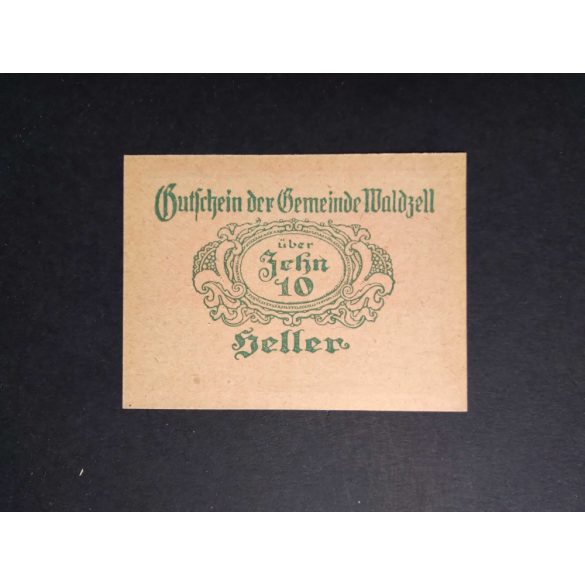 Gutschein der Gemeinde Waldzell
über
Zehn
10
Heller